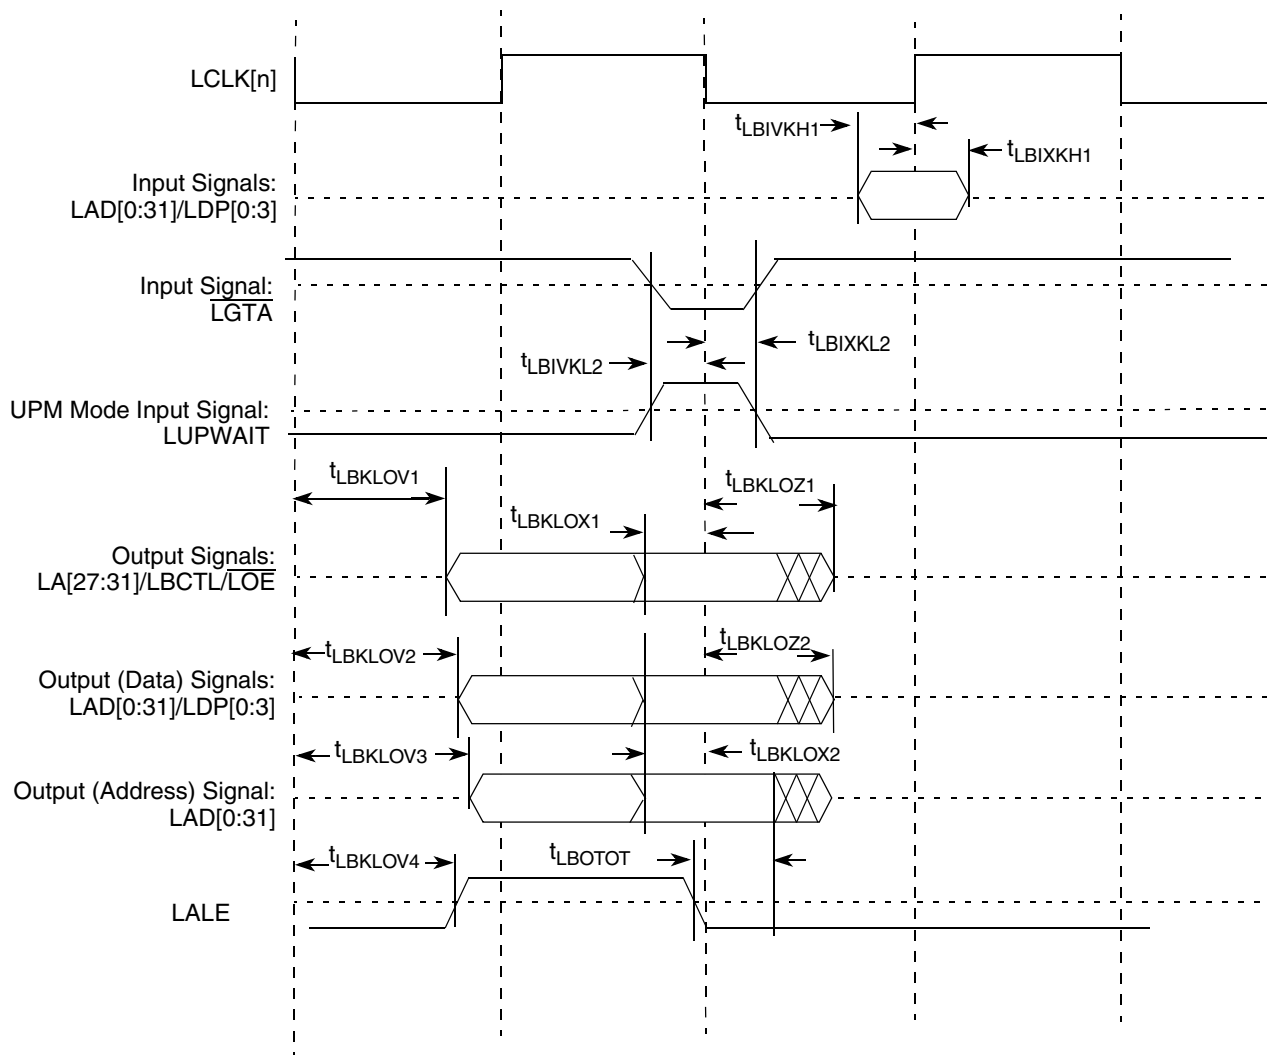 LCLK[n]
tLBIVKH1
tLBIXKH1
Input Signals:
LAD[0:31]/LDP[0:3]
Input Signal:
LGTA
tLBIXKL2
tLBIVKL2
UPM Mode Input Signal:
LUPWAIT
tLBKLOV1
tLBKLOZ1
tLBKLOX1
Output Signals:
LA[27:31]/LBCTL/LOE
tLBKLOV2
tLBKLOZ2
Output (Data) Signals:
LAD[0:31]/LDP[0:3]
tLBKLOV3
tLBKLOX2
Output (Address) Signal:
LAD[0:31]
tLBKLOV4
tLBOTOT
LALE